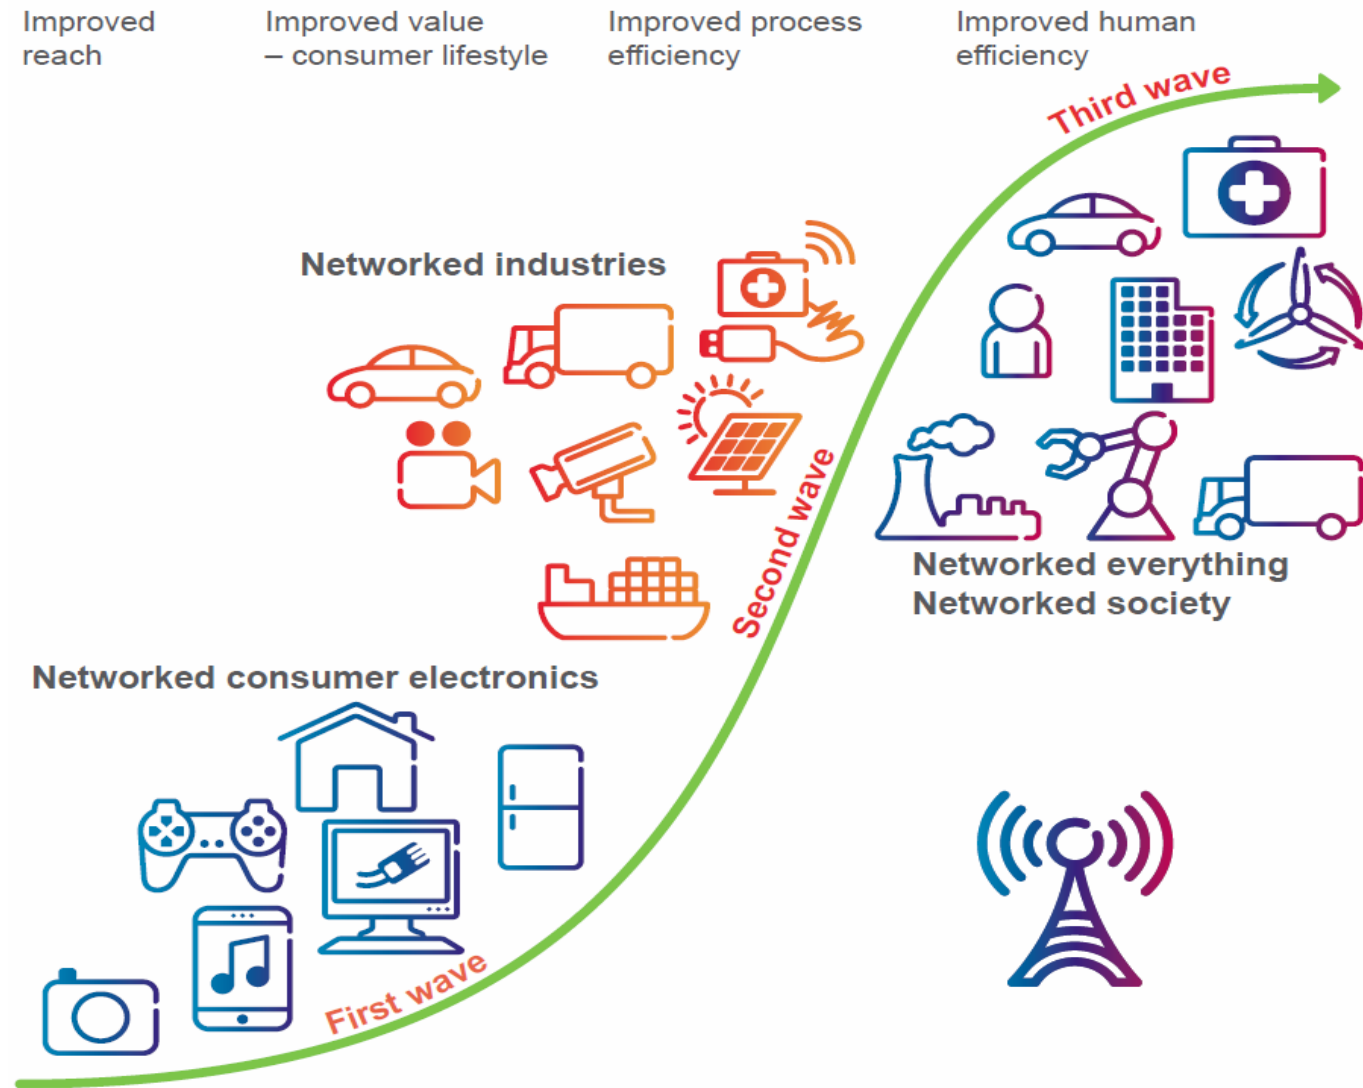 Improved
reach
Improved value
– consumer lifestyle
Improved process
efficiency
Improved human
efficiency
Third wave
Networked industries
Second wave
Networked everything
Networked society
Networked consumer electronics
First wave